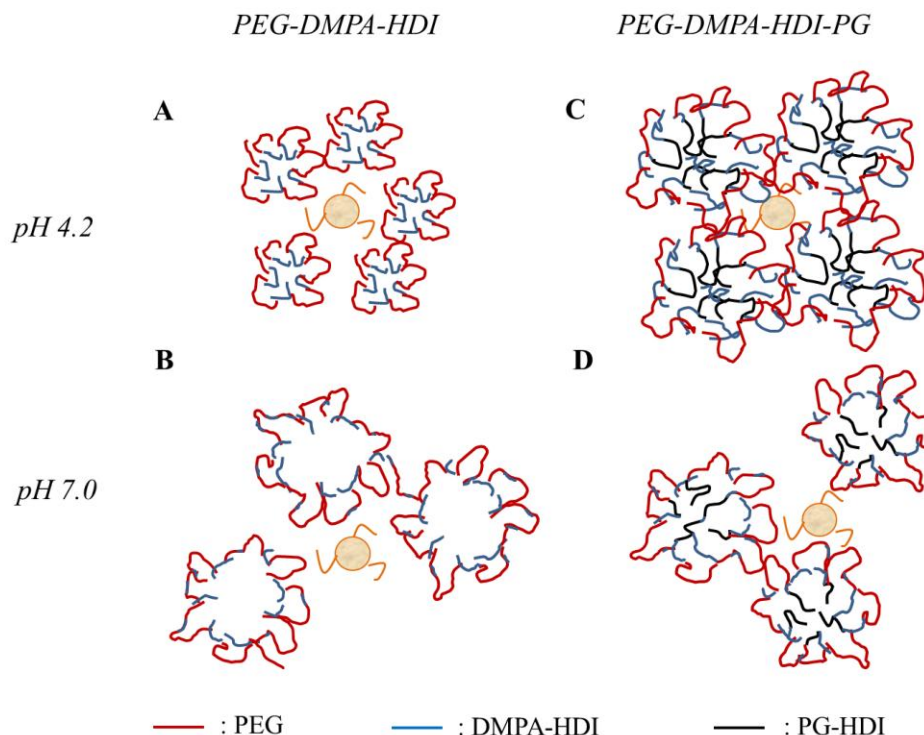 PEG-DMPA-HDI PEG-DMPA-HDI-PG
A C
pH 4.2
B D
pH 7.0
: PEG : DMPA-HDI : PG-HDI